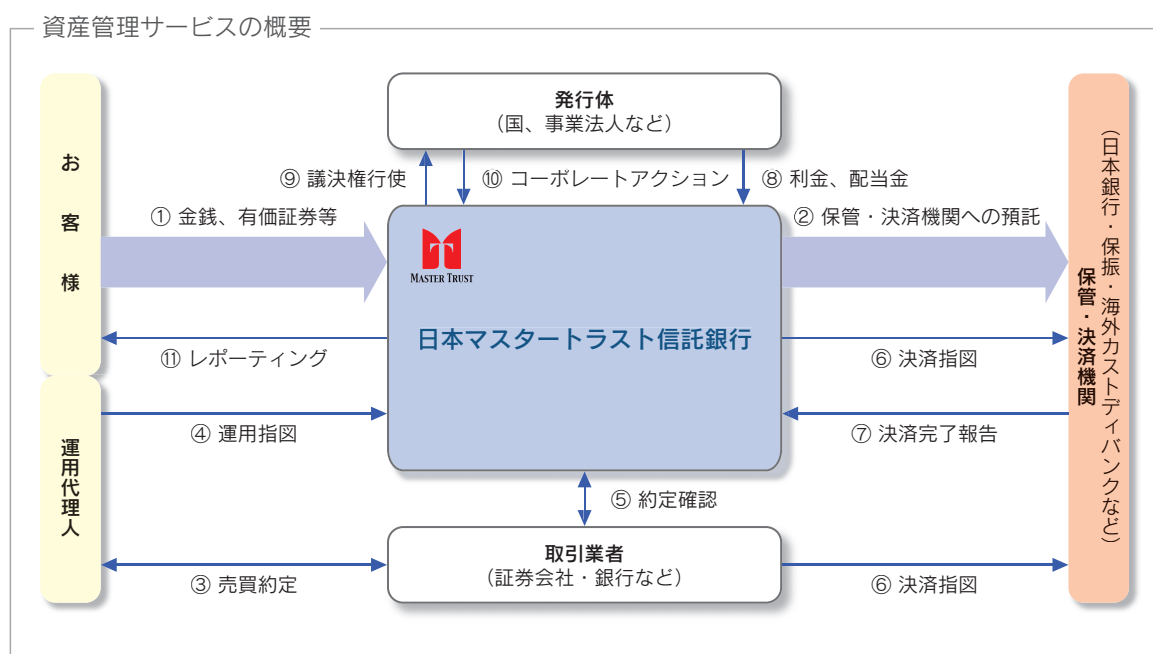 資産管理サービスの概要
発行体
（国、事業法人など）
お客様
⑨ 議決権行使
⑩ コーポレートアクション
⑧ 利金、配当金
① 金銭、有価証券等
② 保管・決済機関への預託
MASTER TRUST
日本マスタートラスト信託銀行
⑪ レポーティング
⑥ 決済指図
保管・決済機関
（日本銀行・保振・海外カストディバンクなど）
④ 運用指図
⑦ 決済完了報告
運用代理人
⑤ 約定確認
取引業者
（証券会社・銀行など）
③ 売買約定
⑥ 決済指図